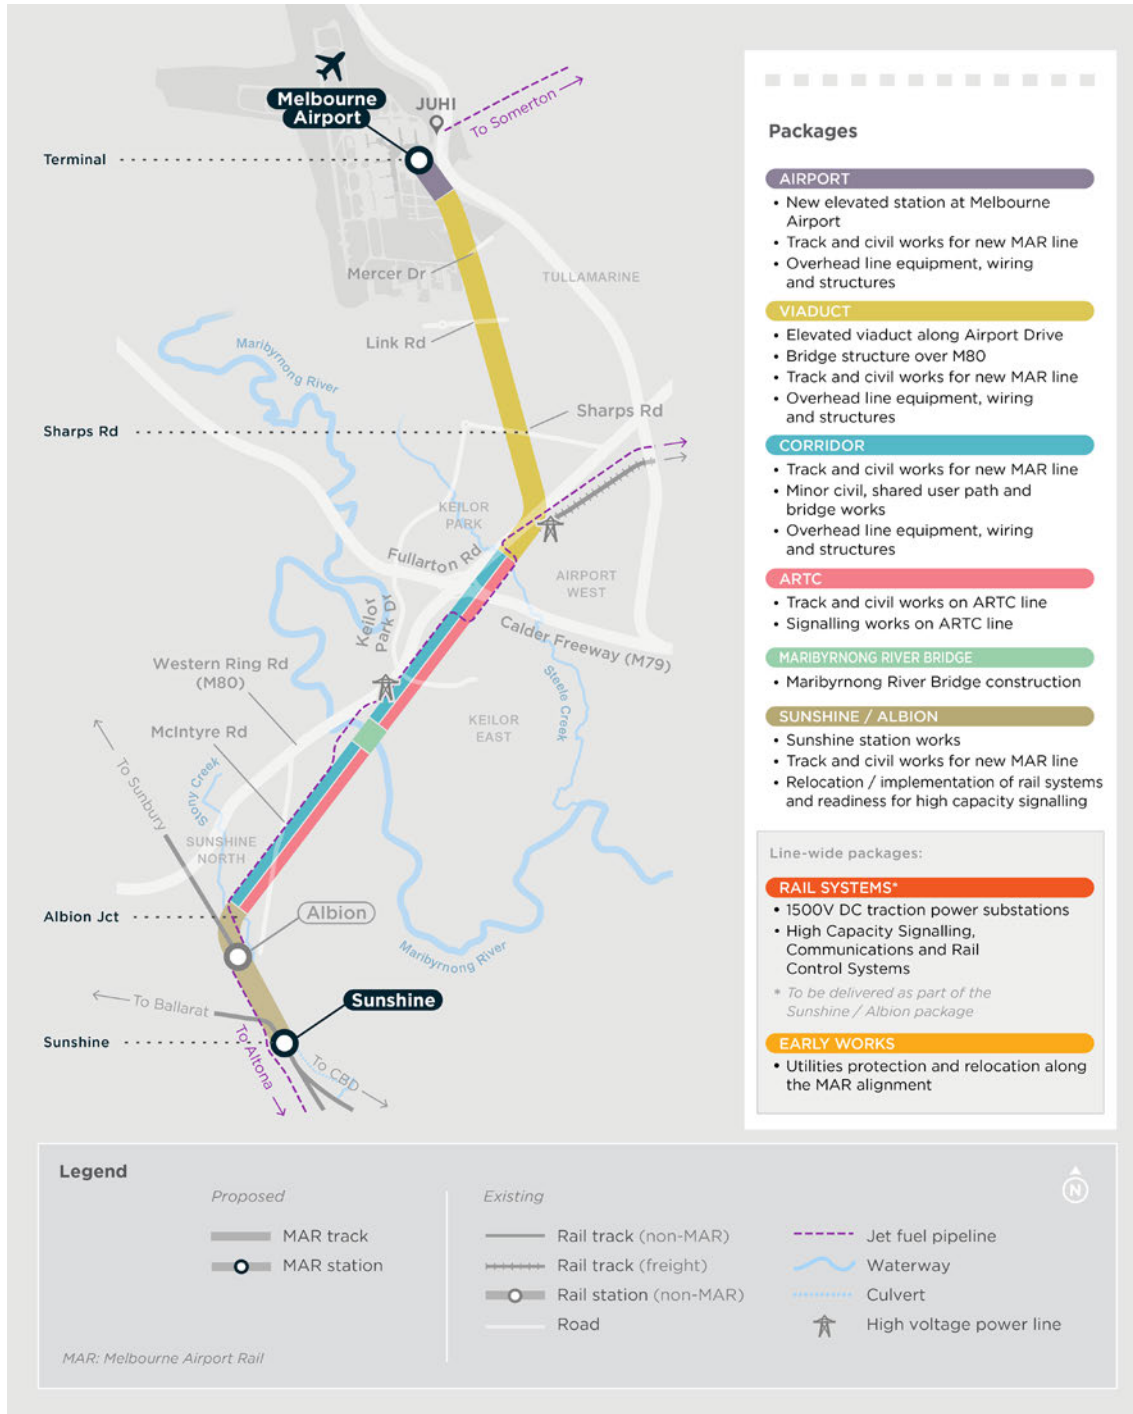 Melbourne
Airport
JUHI
To Somerton
Terminal
Mercer Dr
TULLAMARINE
Link Rd
Maribyrnong
River
Sharps Rd
Sharps Rd
KEILOR
PARK
Fullarton Rd
AIRPORT
WEST
Keilor
Park Dr
Calder Freeway (M79)
Western Ring Rd
(M80)
Steele Creek
KEILOR
EAST
McIntyre Rd
To Sunbury
Stony Creek
SUNSHINE
NORTH
Albion Jct
Albion
Maribyrnong River
To Ballarat
Sunshine
Sunshine
To Altona
To CBD
Packages
AIRPORT
• New elevated station at Melbourne
Airport
• Track and civil works for new MAR line
• Overhead line equipment, wiring
and structures
VIADUCT
• Elevated viaduct along Airport Drive
• Bridge structure over M80
• Track and civil works for new MAR line
• Overhead line equipment, wiring
and structures
CORRIDOR
• Track and civil works for new MAR line
• Minor civil, shared user path and
bridge works
• Overhead line equipment, wiring
and structures
ARTC
• Track and civil works on ARTC line
• Signalling works on ARTC line
MARIBYRNONG RIVER BRIDGE
• Maribyrnong River Bridge construction
SUNSHINE / ALBION
• Sunshine station works
• Track and civil works for new MAR line
• Relocation / implementation of rail systems
and readiness for high capacity signalling
Line-wide packages:
RAIL SYSTEMS*
• 1500V DC traction power substations
• High Capacity Signalling,
Communications and Rail
Control Systems
* To be delivered as part of the
Sunshine / Albion package
EARLY WORKS
• Utilities protection and relocation along
the MAR alignment
Legend
Proposed
MAR track
MAR station
MAR: Melbourne Airport Rail
Existing
Rail track (non-MAR)
Rail track (freight)
Rail station (non-MAR)
Road
Jet fuel pipeline
Waterway
Culvert
High voltage power line
N